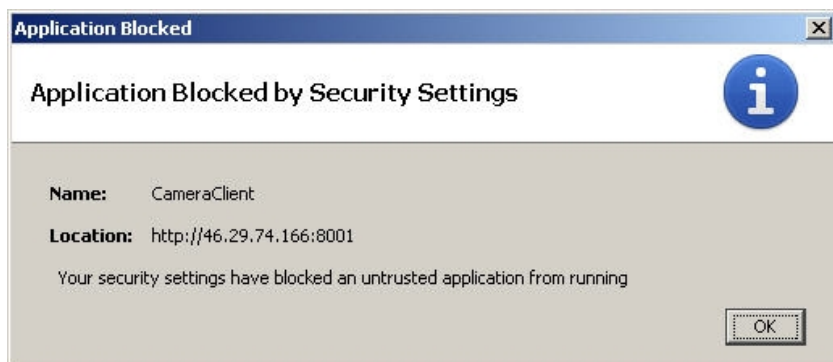 Application Blocked
Application Blocked by Security Settings
Name: CameraClient
Location: http://46.29.74.166:8001
Your security settings have blocked an untrusted application from running
OK